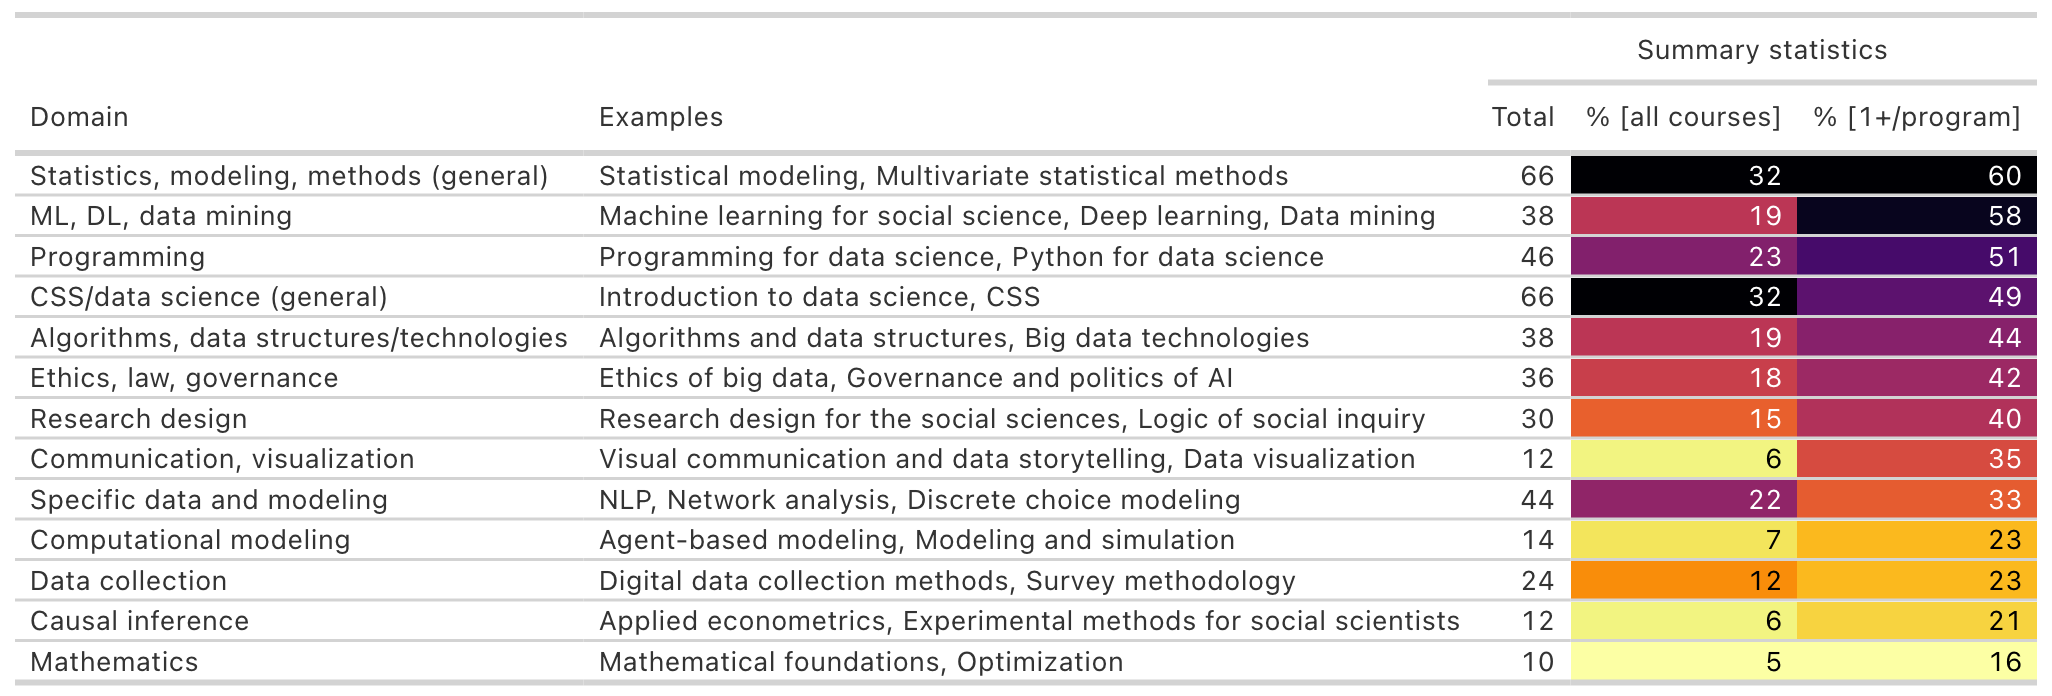 Summary statistics
Domain Examples Total % [all courses] % [1+/program]
Statistics, modeling, methods (general) Statistical modeling, Multivariate statistical methods 66 32 60
ML, DL, data mining Machine learning for social science, Deep learning, Data mining 38 19 58
Programming Programming for data science, Python for data science 46 23 51
CSS/data science (general) Introduction to data science, CSS 66 32 49
Algorithms, data structures/technologies Algorithms and data structures, Big data technologies 38 19 44
Ethics, law, governance Ethics of big data, Governance and politics of AI 36 18 42
Research design Research design for the social sciences, Logic of social inquiry 30 15 40
Communication, visualization Visual communication and data storytelling, Data visualization 12 6 35
Specific data and modeling NLP, Network analysis, Discrete choice modeling 44 22 33
Computational modeling Agent-based modeling, Modeling and simulation 14 7 23
Data collection Digital data collection methods, Survey methodology 24 12 23
Causal inference Applied econometrics, Experimental methods for social scientists 12 6 21
Mathematics Mathematical foundations, Optimization 10 5 16